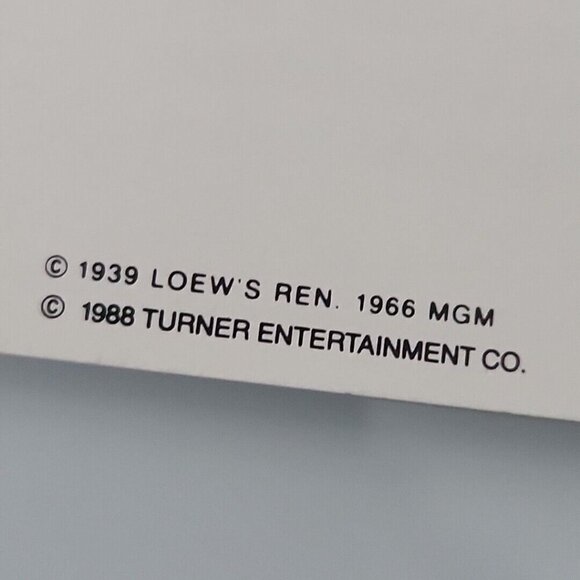 © 1939 LOEW'S REN. 1966 MGM
© 1988 TURNER ENTERTAINMENT CO.